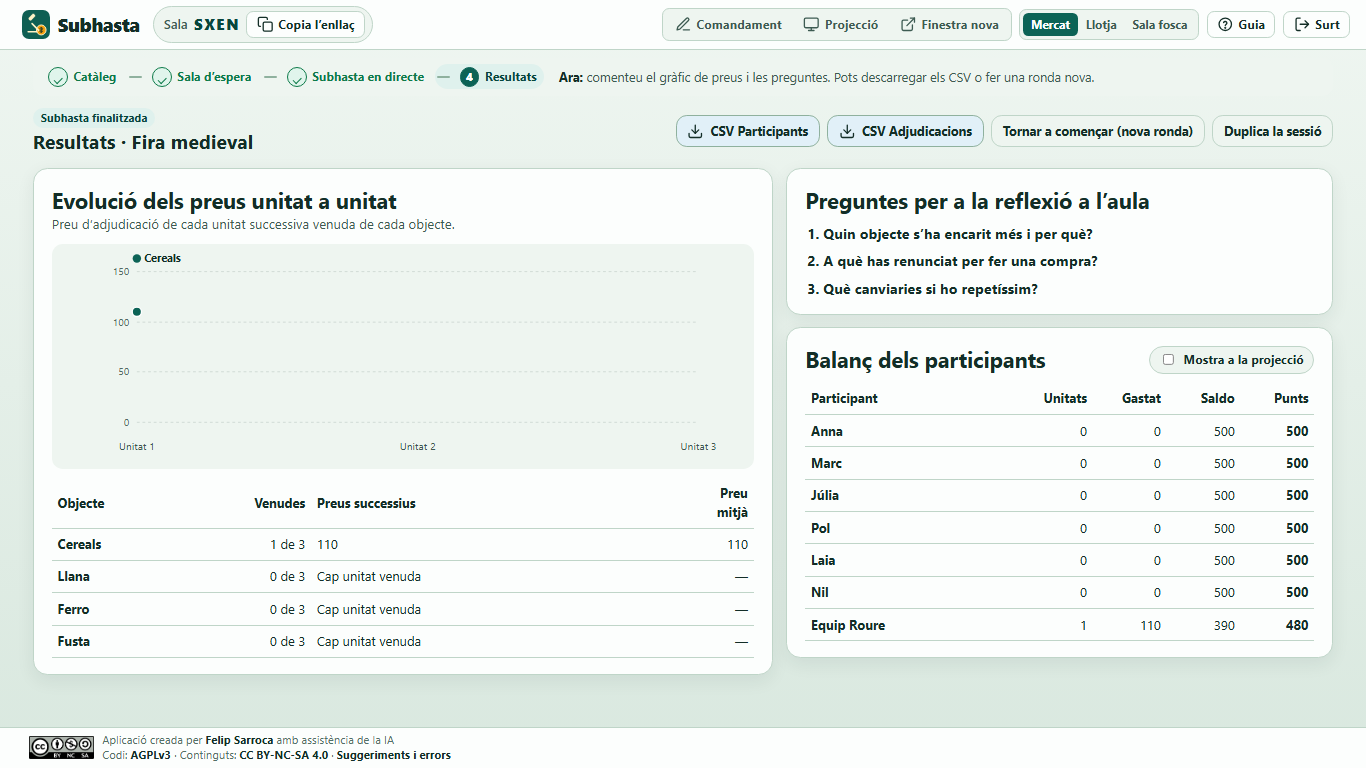 Subhasta
Sala SXEN Copia l'enllaç
Comandament Projecció Finestra nova
Mercat Llotja Sala fosca
Guia Surt
Catàleg — Sala d'espera — Subhasta en directe — 4 Resultats
Ara: comenteu el gràfic de preus i les preguntes. Pots descarregar els CSV o fer una ronda nova.
Subhasta finalitzada
Resultats · Fira medieval
CSV Participants CSV Adjudicacions Tornar a començar (nova ronda) Duplica la sessió
Evolució dels preus unitat a unitat
Preu d'adjudicació de cada unitat successiva venuda de cada objecte.
Cereals
150
100
50
0
Unitat 1 Unitat 2 Unitat 3
Objecte Venudes Preus successius Preu mitjà
Cereals 1 de 3 110 110
Llana 0 de 3 Cap unitat venuda —
Ferro 0 de 3 Cap unitat venuda —
Fusta 0 de 3 Cap unitat venuda —
Preguntes per a la reflexió a l'aula
1. Quin objecte s'ha encarit més i per què?
2. A què has renunciat per fer una compra?
3. Què canviaries si ho repetíssim?
Balanç dels participants
Mostra a la projecció
Participant Unitats Gastat Saldo Punts
Anna 0 0 500 500
Marc 0 0 500 500
Júlia 0 0 500 500
Pol 0 0 500 500
Laia 0 0 500 500
Nil 0 0 500 500
Equip Roure 1 110 390 480
cc BY NC SA
Aplicació creada per Felip Sarroca amb assistència de la IA
Codi: AGPLv3 · Continguts: CC BY-NC-SA 4.0 · Suggeriments i errors